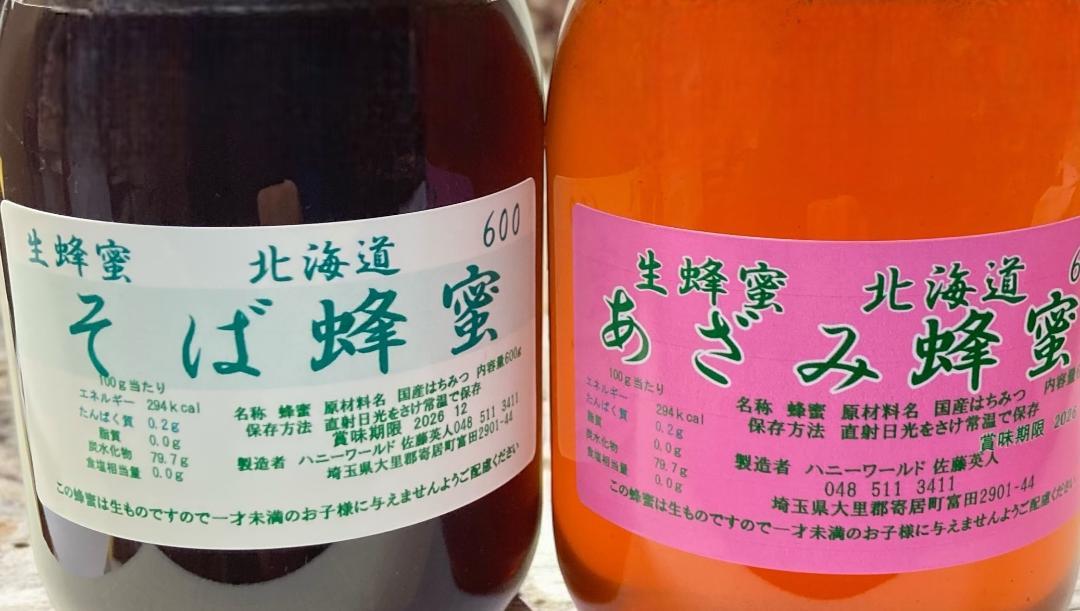 生蜂蜜 北海道 600
そば蜂蜜
100g当たり
エネルギー 294kcal
たんぱく質 0.2g
脂質 0.0g
炭水化物 79.7g
食塩相当量 0.0g
名称 蜂蜜 原材料名 国産はちみつ 内容量600g
保存方法 直射日光をさけ常温で保存
賞味期限 2026 12
製造者 ハニーワールド 佐藤英人048 511 3411
埼玉県大里郡寄居町富田2901-44
この蜂蜜は生ものですので一才未満のお子様に与えませんようご配慮ください
生蜂蜜 北海道 6
あざみ蜂蜜
100g当たり
エネルギー 294kcal
たんぱく質 0.2g
脂質 0.0g
炭水化物 79.7g
食塩相当量 0.0g
名称 蜂蜜 原材料名 国産はちみつ 内容量
保存方法 直射日光をさけ常温で保存
賞味期限 2026
製造者 ハニーワールド 佐藤英人
048 511 3411
埼玉県大里郡寄居町富田2901-44
この蜂蜜は生ものですので一才未満のお子様に与えませんようご配慮くださ